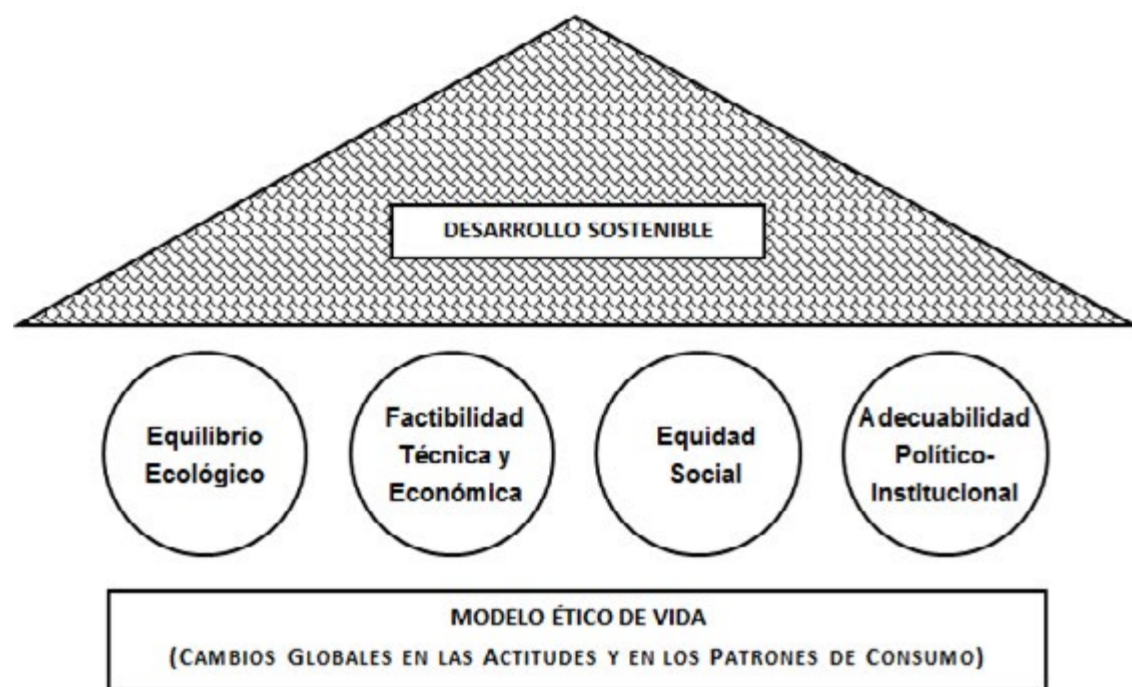 DESARROLLO SOSTENIBLE
Equilibrio
Ecológico
Factibilidad
Técnica y
Económica
Equidad
Social
Adecuabilidad
Político-
Institucional
MODELO ÉTICO DE VIDA
(CAMBIOS GLOBALES EN LAS ACTITUDES Y EN LOS PATRONES DE CONSUMO)